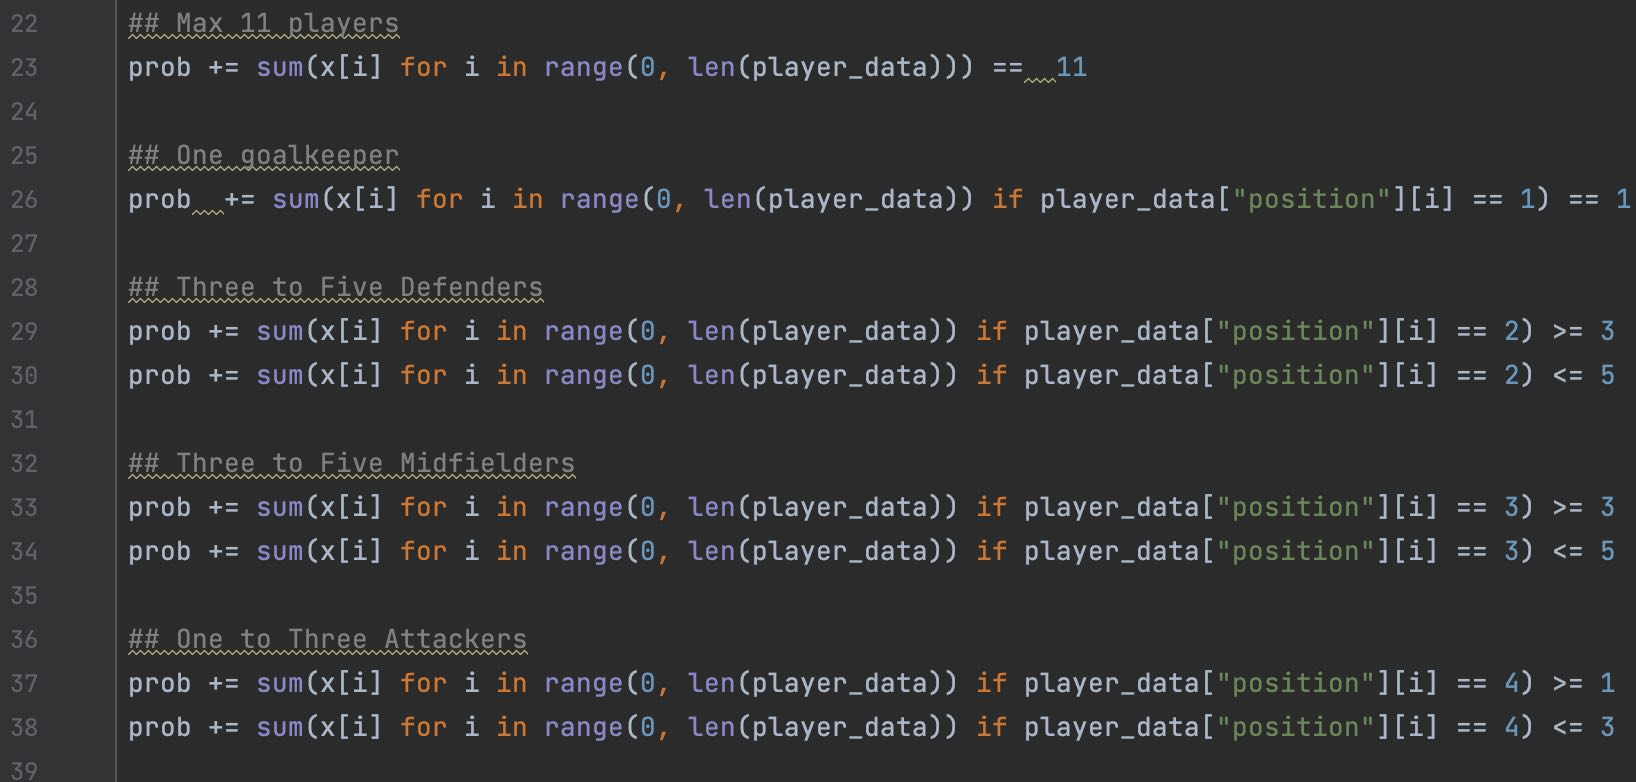 22 ## Max 11 players
23 prob += sum(x[i] for i in range(0, len(player_data))) ==  11
24
25 ## One goalkeeper
26 prob  += sum(x[i] for i in range(0, len(player_data)) if player_data["position"][i] == 1) == 1
27
28 ## Three to Five Defenders
29 prob += sum(x[i] for i in range(0, len(player_data)) if player_data["position"][i] == 2) >= 3
30 prob += sum(x[i] for i in range(0, len(player_data)) if player_data["position"][i] == 2) <= 5
31
32 ## Three to Five Midfielders
33 prob += sum(x[i] for i in range(0, len(player_data)) if player_data["position"][i] == 3) >= 3
34 prob += sum(x[i] for i in range(0, len(player_data)) if player_data["position"][i] == 3) <= 5
35
36 ## One to Three Attackers
37 prob += sum(x[i] for i in range(0, len(player_data)) if player_data["position"][i] == 4) >= 1
38 prob += sum(x[i] for i in range(0, len(player_data)) if player_data["position"][i] == 4) <= 3
39